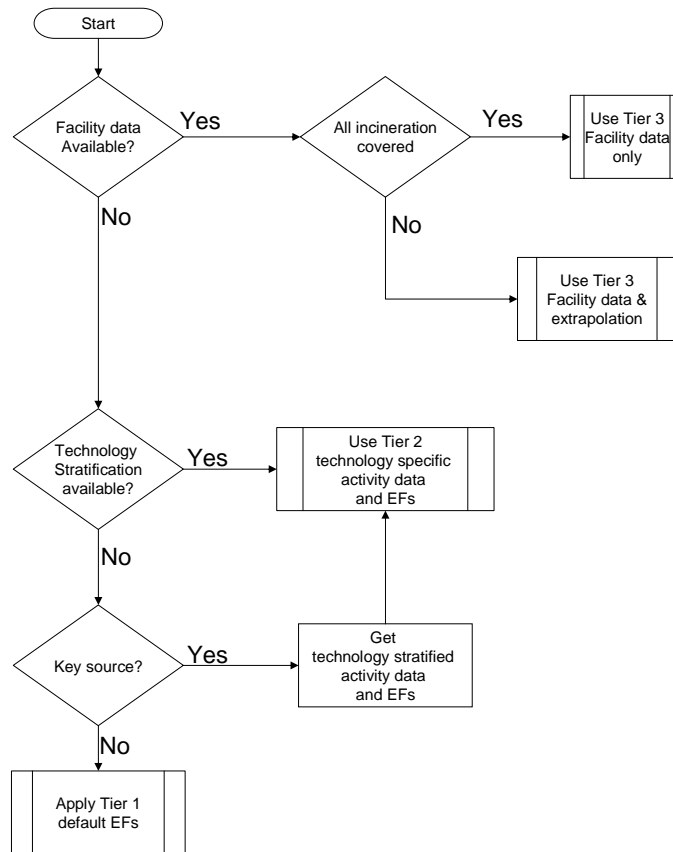 Start
Facility data
Available?
Yes
All incineration
covered
Yes
Use Tier 3
Facility data
only
No
No
Use Tier 3
Facility data &
extrapolation
Technology
Stratification
available?
Yes
Use Tier 2
technology specific
activity data
and EFs
No
Key source?
Yes
Get
technology stratified
activity data
and EFs
No
Apply Tier 1
default EFs